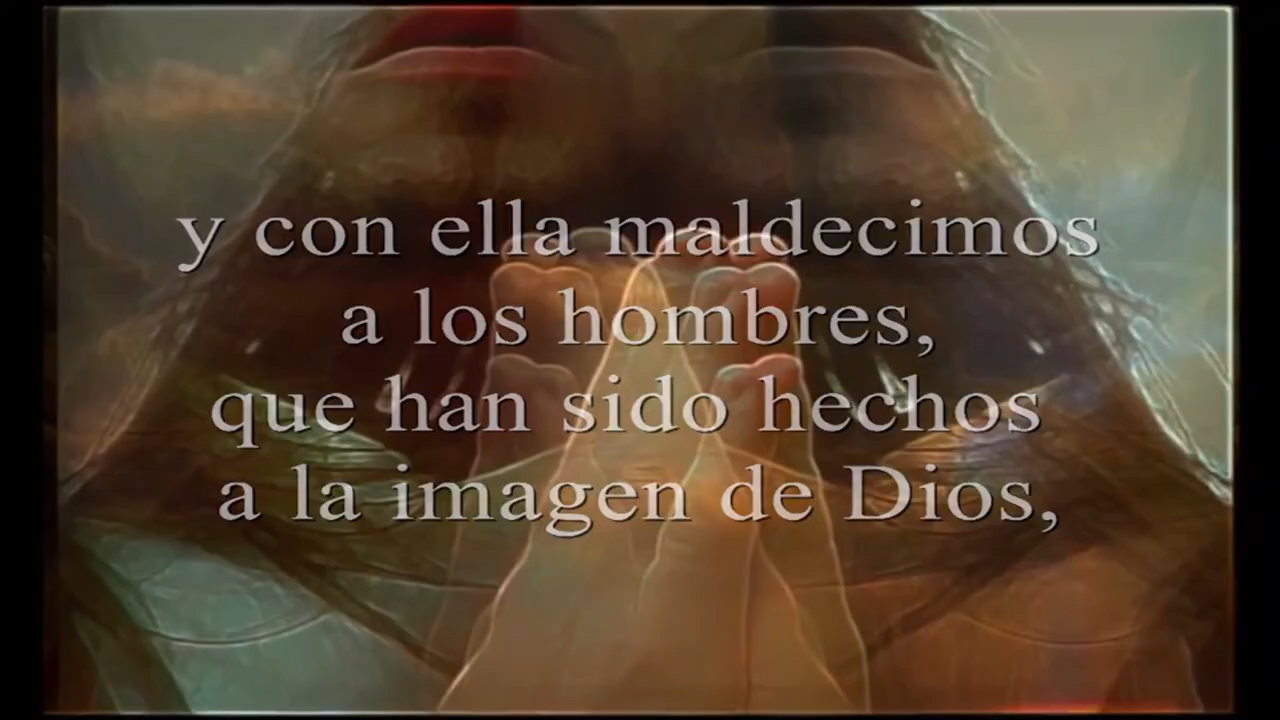 y con ella maldecimos
a los hombres,
que han sido hechos
a la imagen de Dios,